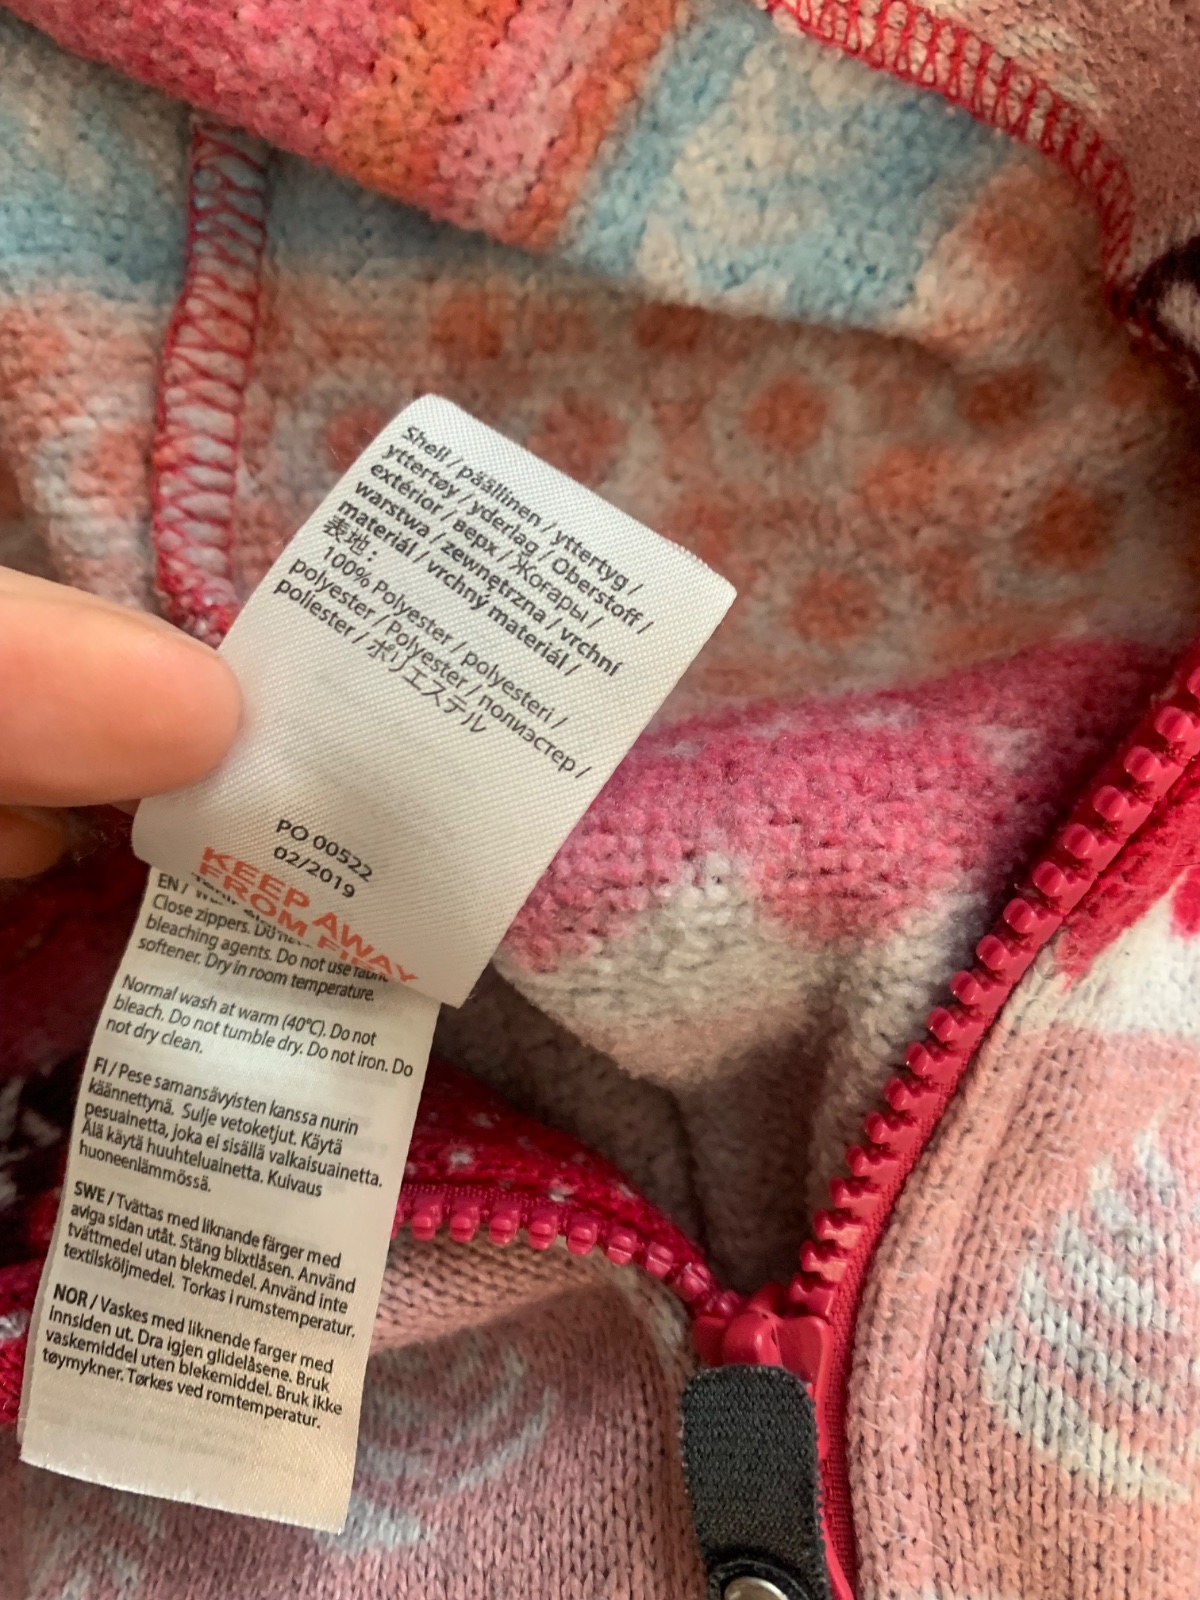 Shell / päällinen / yttertyg /
yttertøy / yderlag / Oberstoff /
extérior / верх / Жоғары /
warstwa / zewnętrzna / vrchní
materiál / vrchný materiál /
表地：
100% Polyester / polyesteri /
polyester / Polyester / полиэстер /
poliester / ポリエステル
PO 00522
02/2019
KEEP AWAY
FROM
EN /
Close zippers. Do
bleaching agents. Do not use fabric
softener. Dry in room temperature.
Normal wash at warm (40°C). Do not
bleach. Do not tumble dry. Do not iron. Do
not dry clean.
FI / Pese samansävyisten kanssa nurin
käännettynä. Sulje vetoketjut. Käytä
pesuainetta, joka ei sisällä valkaisuainetta.
Älä käytä huuhteluainetta. Kuivaus
huoneenlämmössä.
SWE / Tvättas med liknande färger med
aviga sidan utåt. Stäng blixtlåsen. Använd
tvättmedel utan blekmedel. Använd inte
textilsköljmedel. Torkas i rumstemperatur.
NOR / Vaskes med liknende farger med
innsiden ut. Dra igjen glidelåsene. Bruk
vaskemiddel uten blekemiddel. Bruk ikke
tøymykner. Tørkes ved romtemperatur.